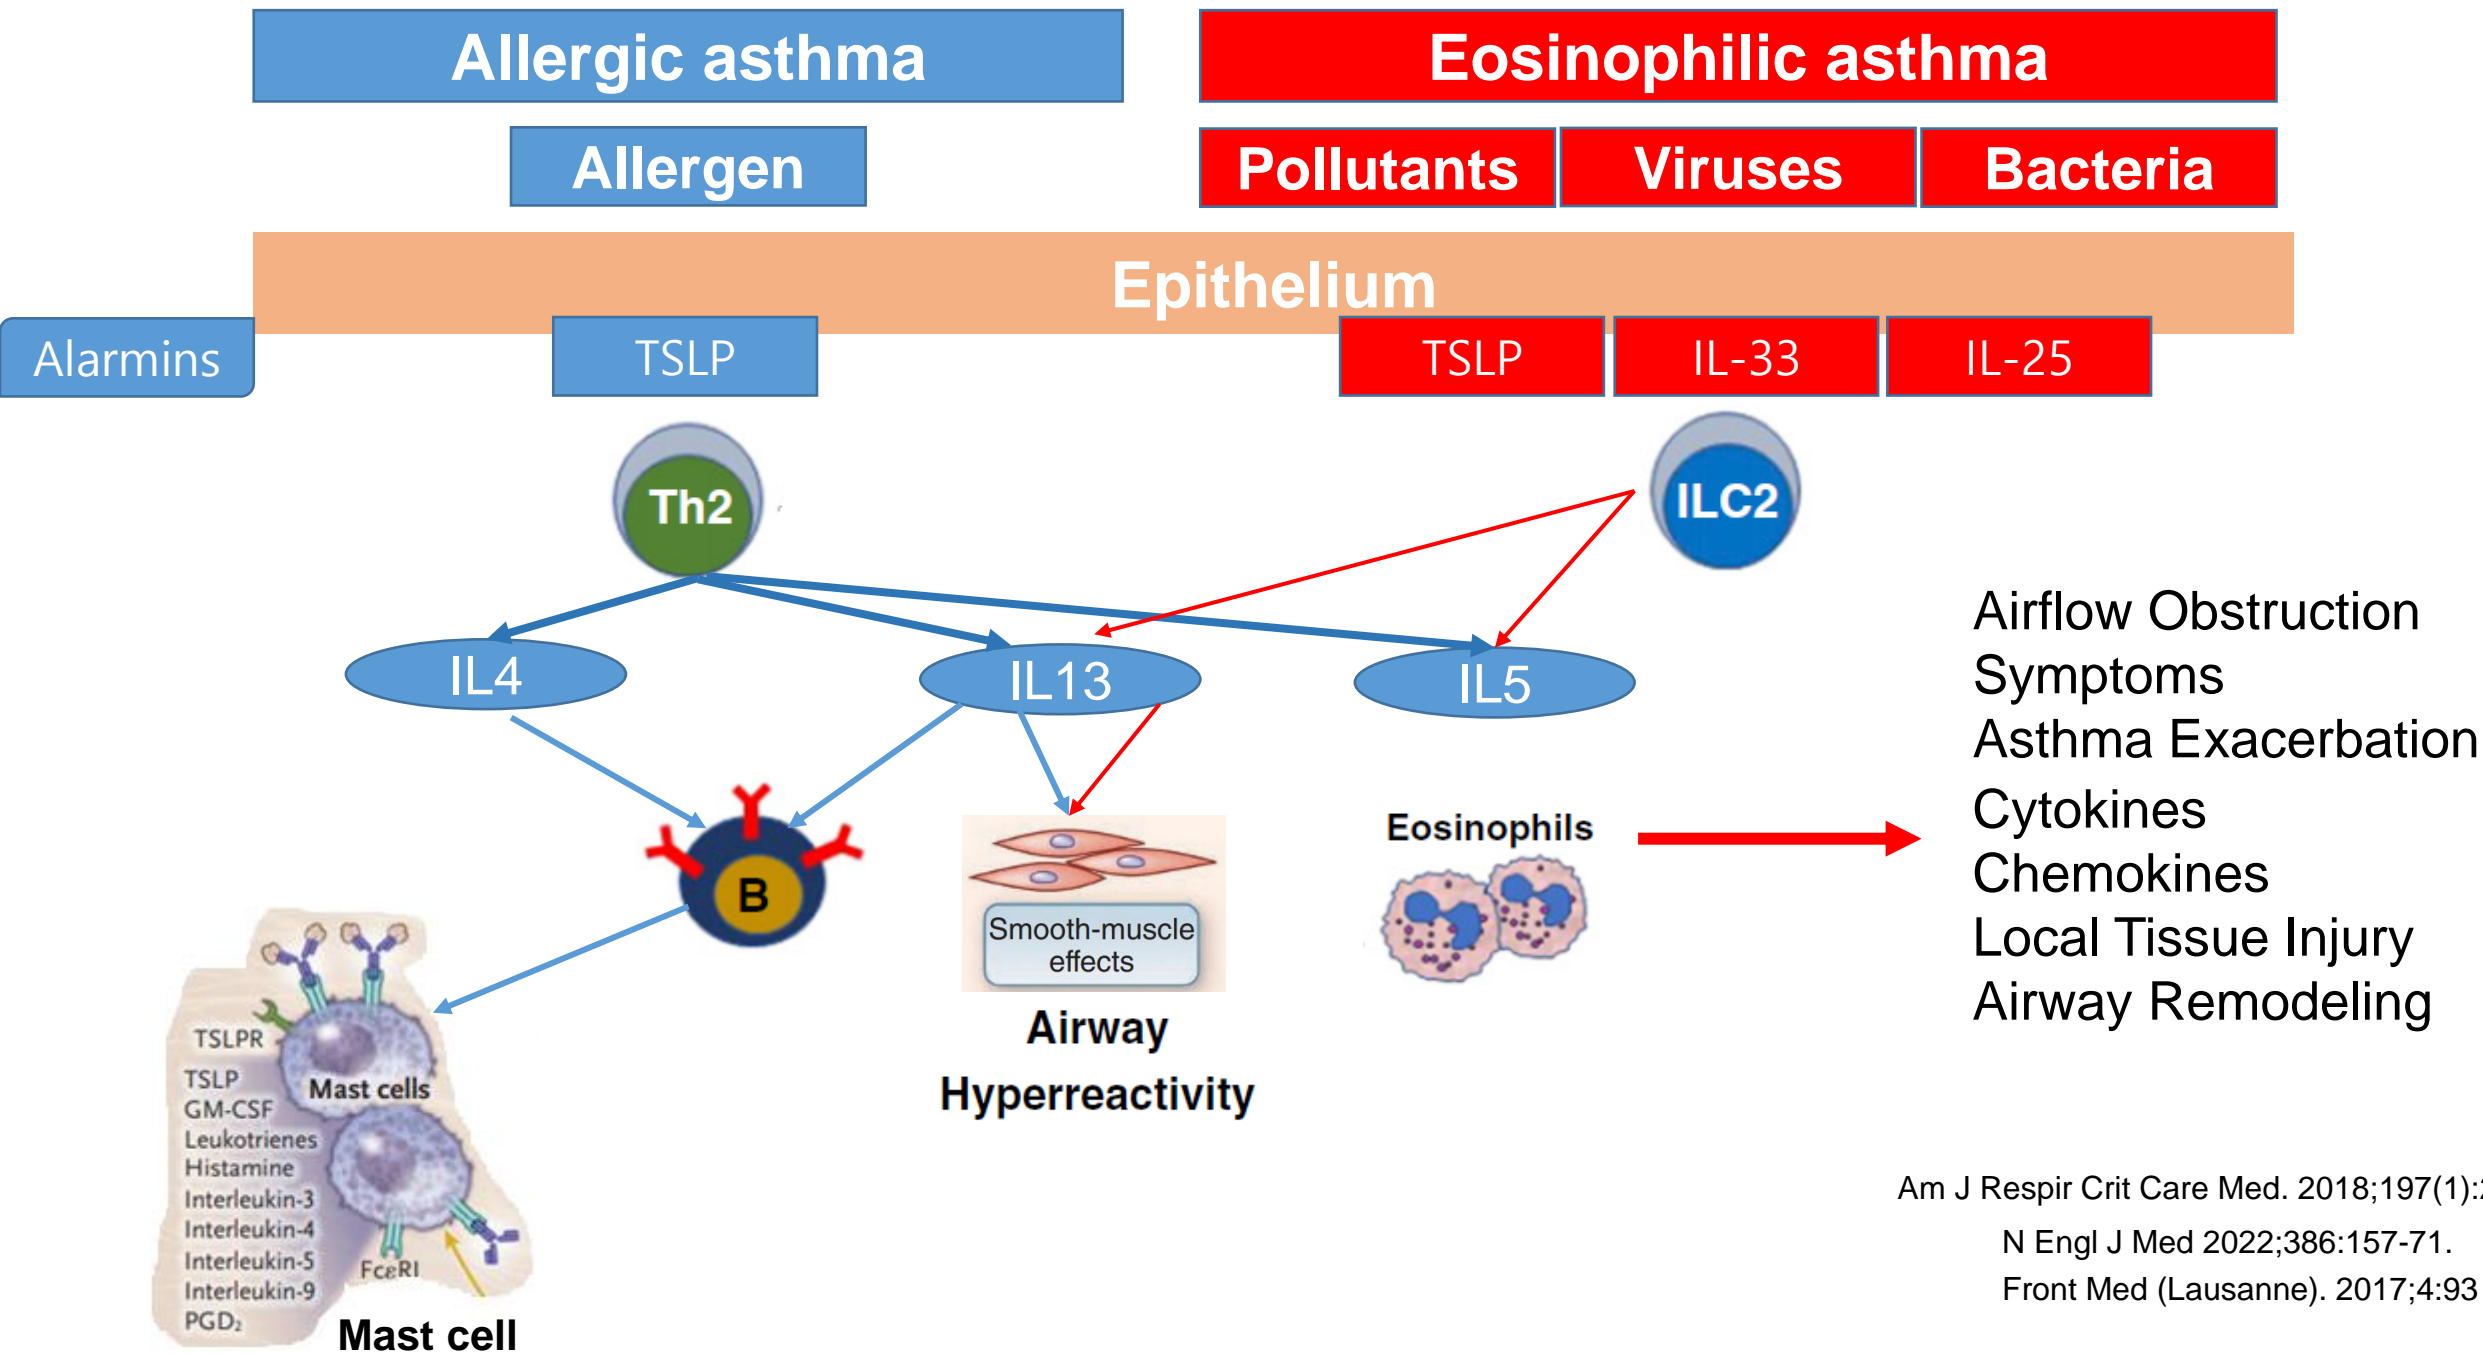 Allergic asthma
Eosinophilic asthma
Allergen
Pollutants
Viruses
Bacteria
Epithelium
Alarmins
TSLP
TSLP
IL-33
IL-25
Th2
ILC2
IL4
IL13
IL5
B
Smooth-muscle
effects
Airway
Hyperreactivity
Eosinophils
Airflow Obstruction
Symptoms
Asthma Exacerbation
Cytokines
Chemokines
Local Tissue Injury
Airway Remodeling
TSLPR
Mast cells
TSLP
GM-CSF
Leukotrienes
Histamine
Interleukin-3
Interleukin-4
Interleukin-5
Interleukin-9
PGD₂
FcεRI
Mast cell
Am J Respir Crit Care Med. 2018;197(1):
N Engl J Med 2022;386:157-71.
Front Med (Lausanne). 2017;4:93